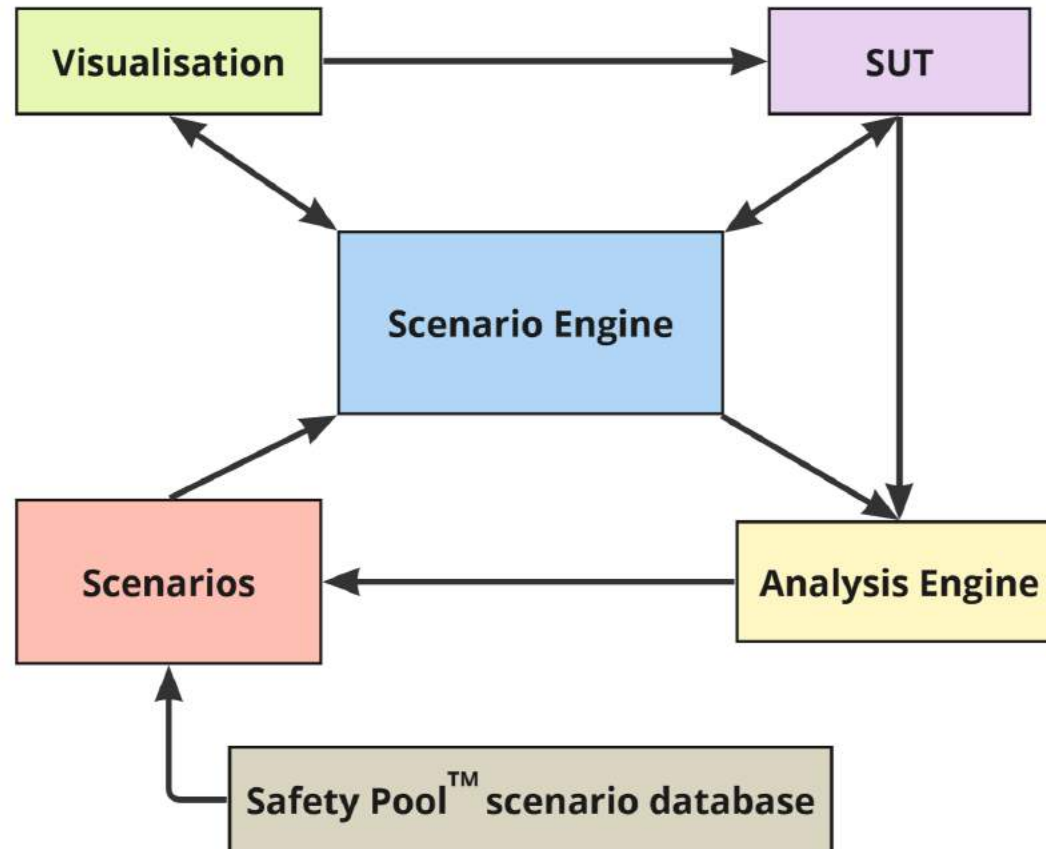 Visualisation
SUT
Scenario Engine
Scenarios
Analysis Engine
Safety Pool™ scenario database